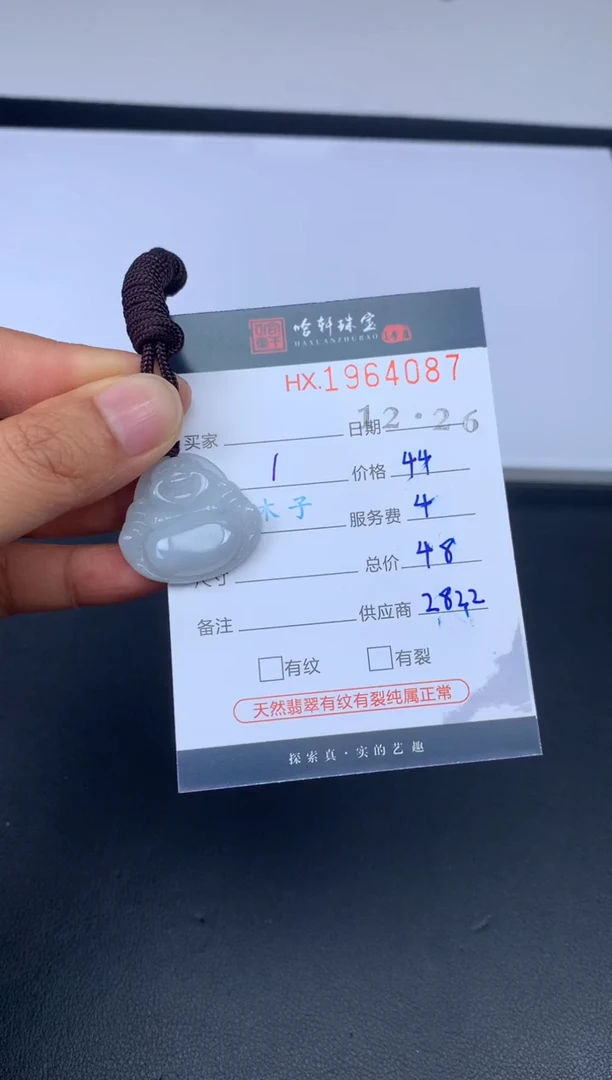 哈轩珠宝
HAXUANZHUBAO
HX.1964087
买家 日期 12·26
1 价格 44
木子 服务费 4
尺寸 总价 48
备注 供应商 2822
有纹 有裂
天然翡翠有纹有裂纯属正常
探索真·实的艺趣